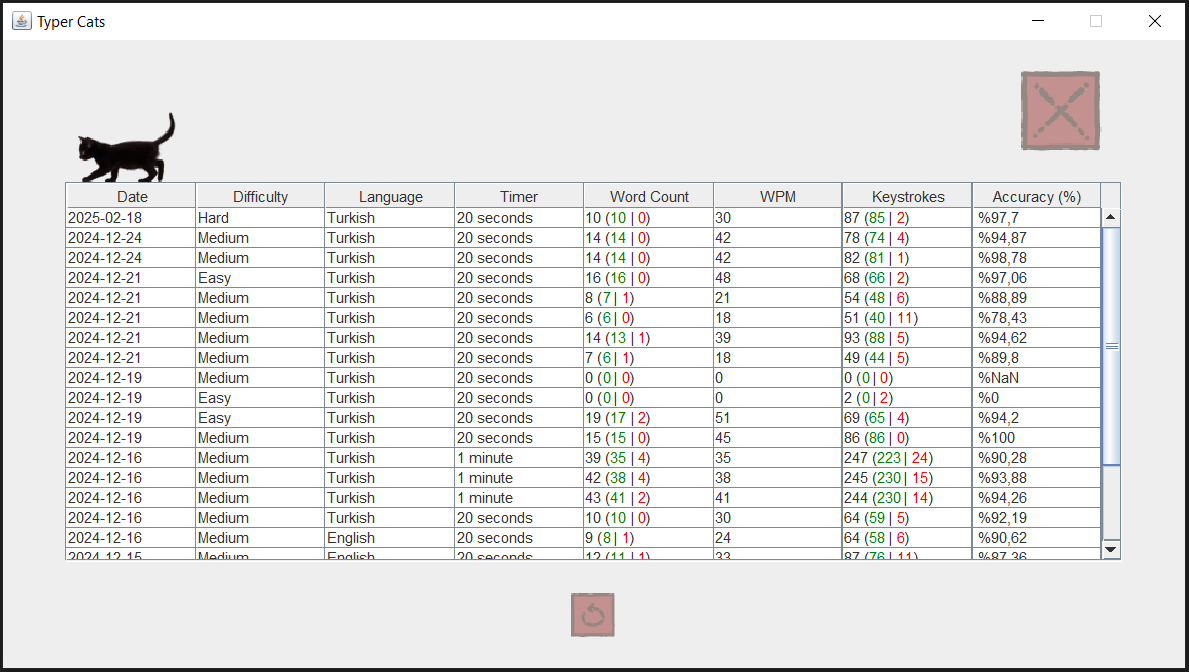 Typer Cats
Date Difficulty Language Timer Word Count WPM Keystrokes Accuracy (%)
2025-02-18 Hard Turkish 20 seconds 10 (10 | 0) 30 87 (85 | 2) %97,7
2024-12-24 Medium Turkish 20 seconds 14 (14 | 0) 42 78 (74 | 4) %94,87
2024-12-24 Medium Turkish 20 seconds 14 (14 | 0) 42 82 (81 | 1) %98,78
2024-12-21 Easy Turkish 20 seconds 16 (16 | 0) 48 68 (66 | 2) %97,06
2024-12-21 Medium Turkish 20 seconds 8 (7 | 1) 21 54 (48 | 6) %88,89
2024-12-21 Medium Turkish 20 seconds 6 (6 | 0) 18 51 (40 | 11) %78,43
2024-12-21 Medium Turkish 20 seconds 14 (13 | 1) 39 93 (88 | 5) %94,62
2024-12-21 Medium Turkish 20 seconds 7 (6 | 1) 18 49 (44 | 5) %89,8
2024-12-19 Medium Turkish 20 seconds 0 (0 | 0) 0 0 (0 | 0) %NaN
2024-12-19 Easy Turkish 20 seconds 0 (0 | 0) 0 2 (0 | 2) %0
2024-12-19 Easy Turkish 20 seconds 19 (17 | 2) 51 69 (65 | 4) %94,2
2024-12-19 Medium Turkish 20 seconds 15 (15 | 0) 45 86 (86 | 0) %100
2024-12-16 Medium Turkish 1 minute 39 (35 | 4) 35 247 (223 | 24) %90,28
2024-12-16 Medium Turkish 1 minute 42 (38 | 4) 38 245 (230 | 15) %93,88
2024-12-16 Medium Turkish 1 minute 43 (41 | 2) 41 244 (230 | 14) %94,26
2024-12-16 Medium Turkish 20 seconds 10 (10 | 0) 30 64 (59 | 5) %92,19
2024-12-16 Medium English 20 seconds 9 (8 | 1) 24 64 (58 | 6) %90,62
2024-12-15 Medium English 20 seconds 12 (11 | 1) 33 87 (76 | 11) %87,36